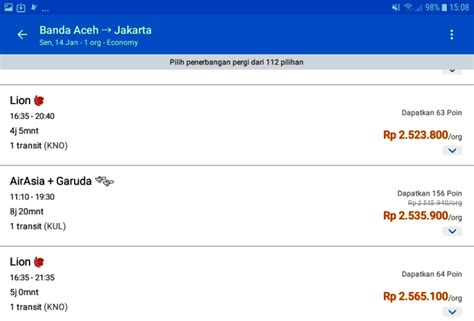 98% 15:08
Banda Aceh → Jakarta
Sen, 14 Jan - 1 org - Economy
Pilih penerbangan pergi dari 112 pilihan
Lion
16:35 - 20:40
Dapatkan 63 Poin
4j 5mnt
Rp 2.523.800/org
1 transit (KNO)
AirAsia + Garuda
11:10 - 19:30
Dapatkan 156 Poin
Rp 2.535.940/org
8j 20mnt
Rp 2.535.900/org
1 transit (KUL)
Lion
16:35 - 21:35
Dapatkan 64 Poin
5j 0mnt
Rp 2.565.100/org
1 transit (KNO)